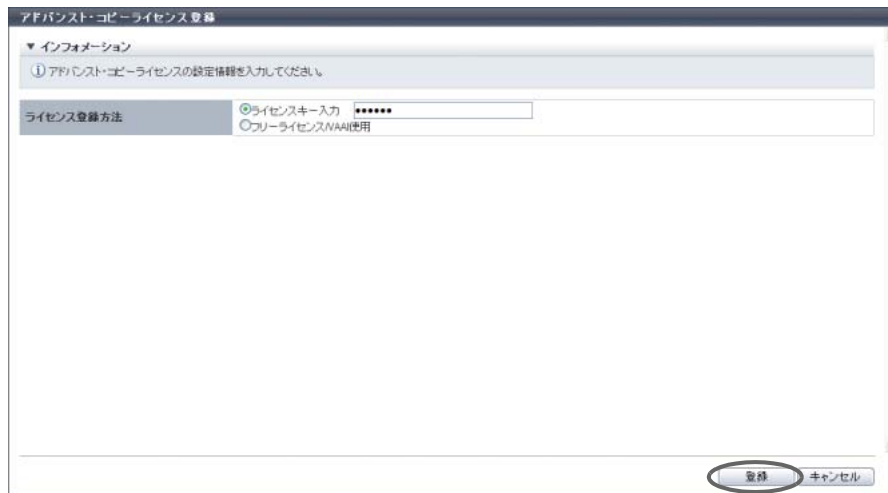 アドバンスト・コピーライセンス登録
▼ インフォメーション
アドバンスト・コピーライセンスの設定情報を入力してください。
ライセンス登録方法
ライセンスキー入力 ••••••
フリーライセンス/VAAI使用
登録 キャンセル